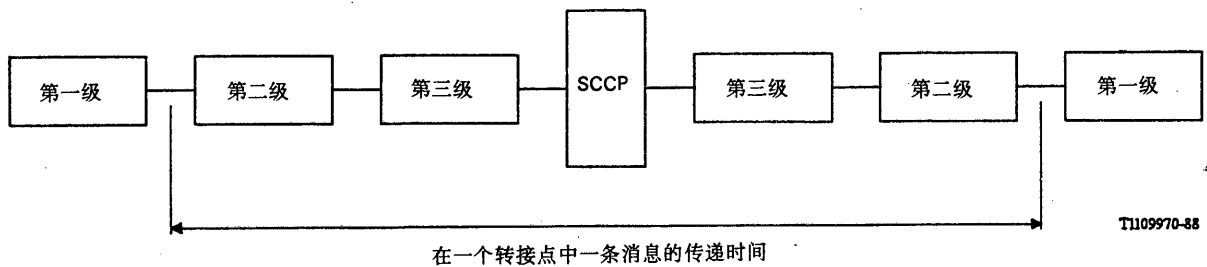 第一级
第二级
第三级
SCCP
第三级
第二级
第一级
T1109970-88
在一个转接点中一条消息的传递时间